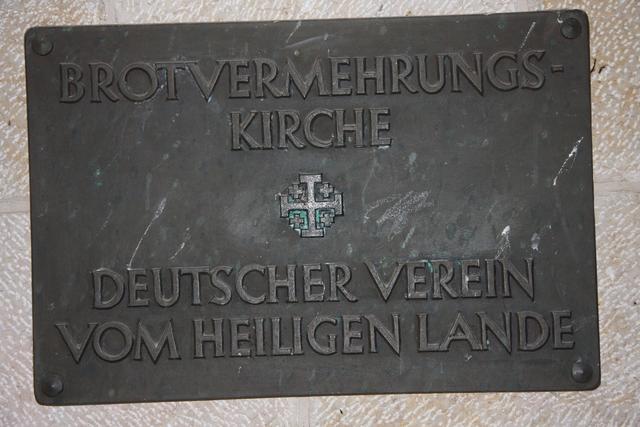 BROTVERMEHRUNGS-
KIRCHE
DEUTSCHER VEREIN
VOM HEILIGEN LANDE